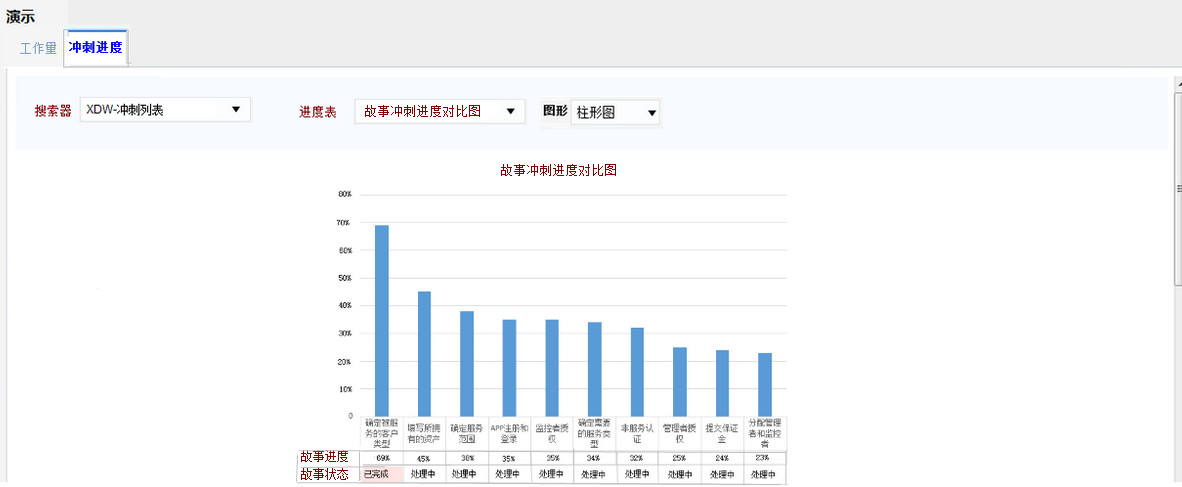 演示
工作量 冲刺进度
搜索器 XDW-冲刺列表 进度表 故事冲刺进度对比图 图形 柱形图
故事冲刺进度对比图
80%
70%
60%
50%
40%
30%
20%
10%
0
确定被服务的客户类型 填写所拥有的资产 确定服务范围 APP注册和登录 监控者授权 确定需要的服务类型 非服务认证 管理者授权 提交保证金 分配管理者和监控者
故事进度 69% 45% 38% 35% 35% 34% 32% 25% 24% 23%
故事状态 已完成 处理中 处理中 处理中 处理中 处理中 处理中 处理中 处理中 处理中